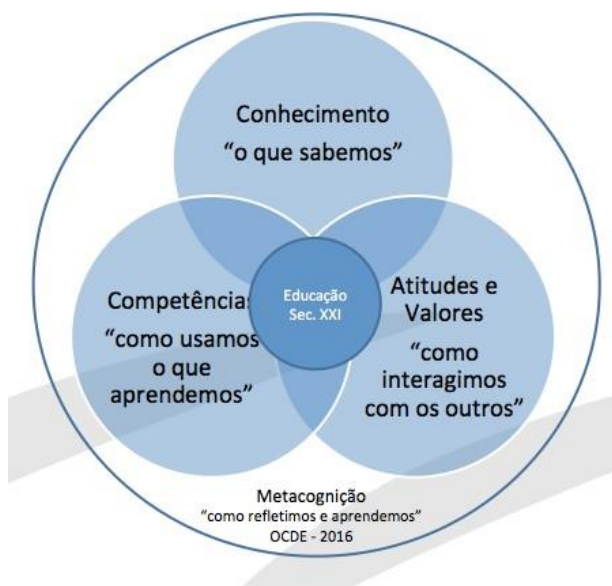 Conhecimento
“o que sabemos”
Competências
“como usamos
o que
aprendemos”
Educação
Sec. XXI
Atitudes e
Valores
“como
interagimos
com os outros”
Metacognição
“como refletimos e aprendemos”
OCDE - 2016